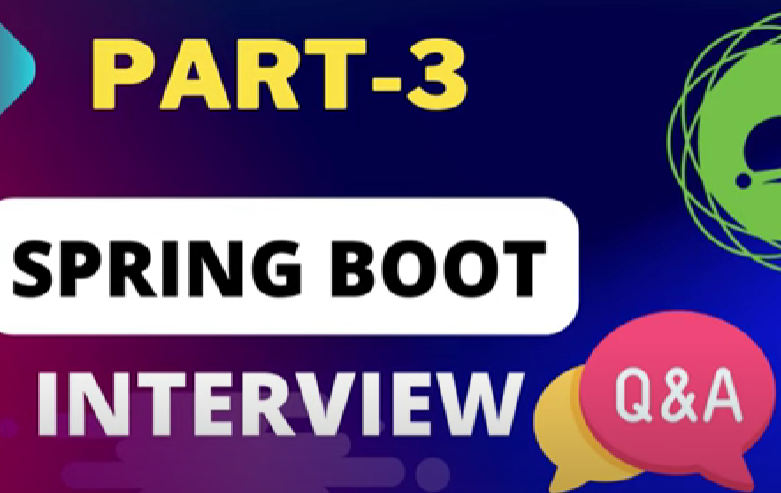 PART-3
SPRING BOOT
INTERVIEW
Q&A